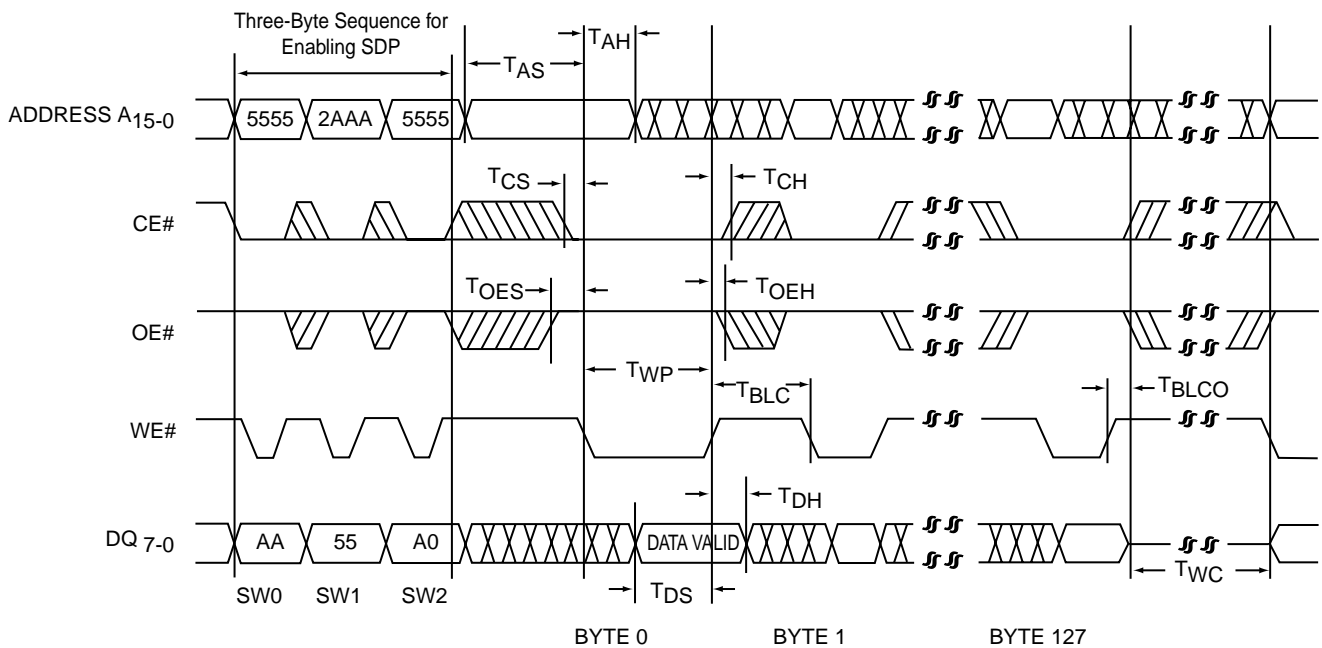 Three-Byte Sequence for
Enabling SDP
TAH
TAS
ADDRESS A15-0
5555 2AAA 5555
TCS
TCH
CE#
TOES
TOEH
OE#
TWP
TBLC
TBLCO
WE#
TDH
DQ 7-0
AA 55 A0 DATA VALID
TWC
SW0 SW1 SW2
TDS
BYTE 0 BYTE 1 BYTE 127